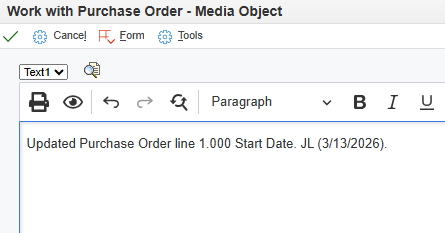 Work with Purchase Order - Media Object
Cancel Form Tools
Text1
Paragraph B I U
Updated Purchase Order line 1.000 Start Date. JL (3/13/2026).